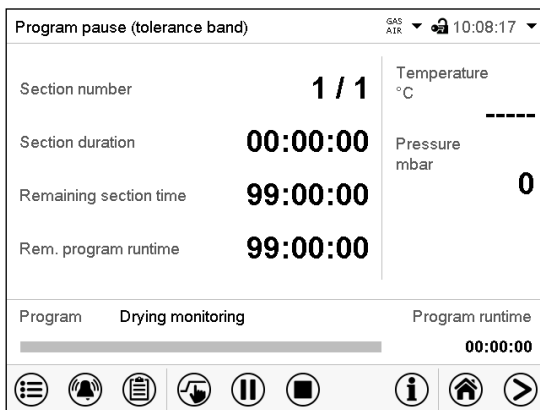 Program pause (tolerance band)
GAS
AIR
10:08:17
Section number 1 / 1
Section duration 00:00:00
Remaining section time 99:00:00
Rem. program runtime 99:00:00
Temperature
°C
-----
Pressure
mbar
0
Program Drying monitoring
Program runtime
00:00:00